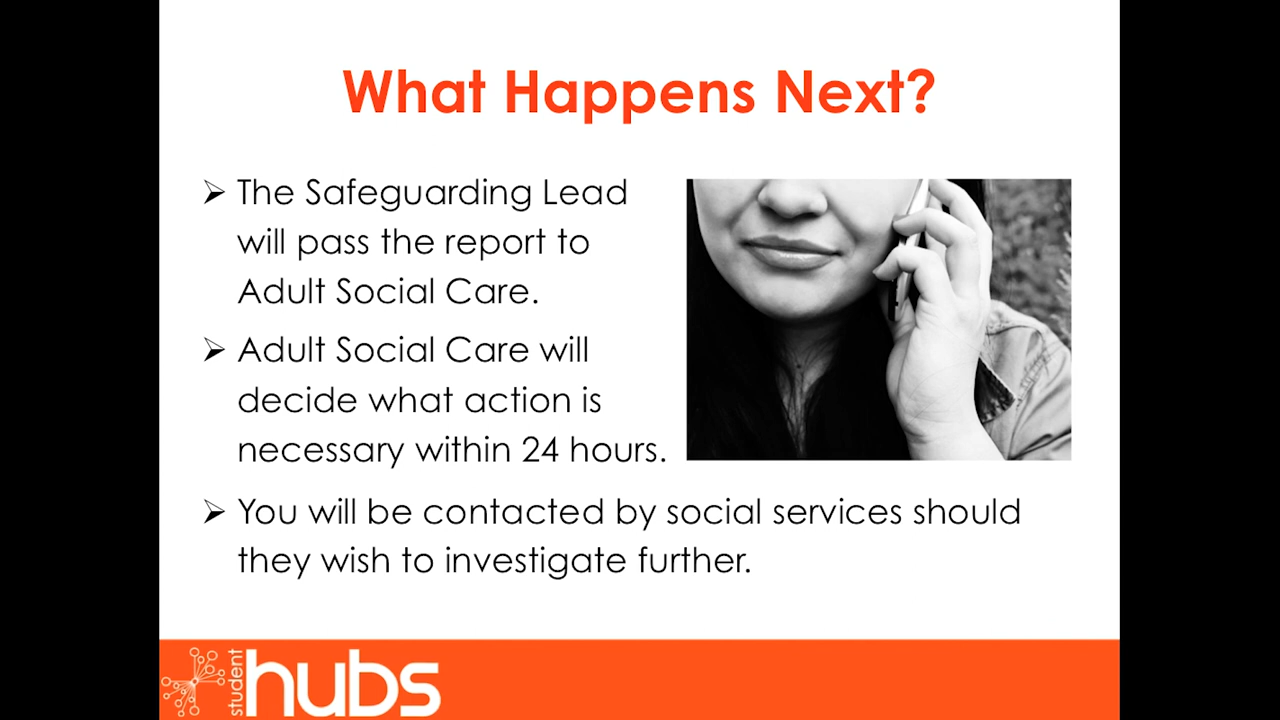 What Happens Next?
➢ The Safeguarding Lead
will pass the report to
Adult Social Care.
➢ Adult Social Care will
decide what action is
necessary within 24 hours.
➢ You will be contacted by social services should
they wish to investigate further.
student
hubs